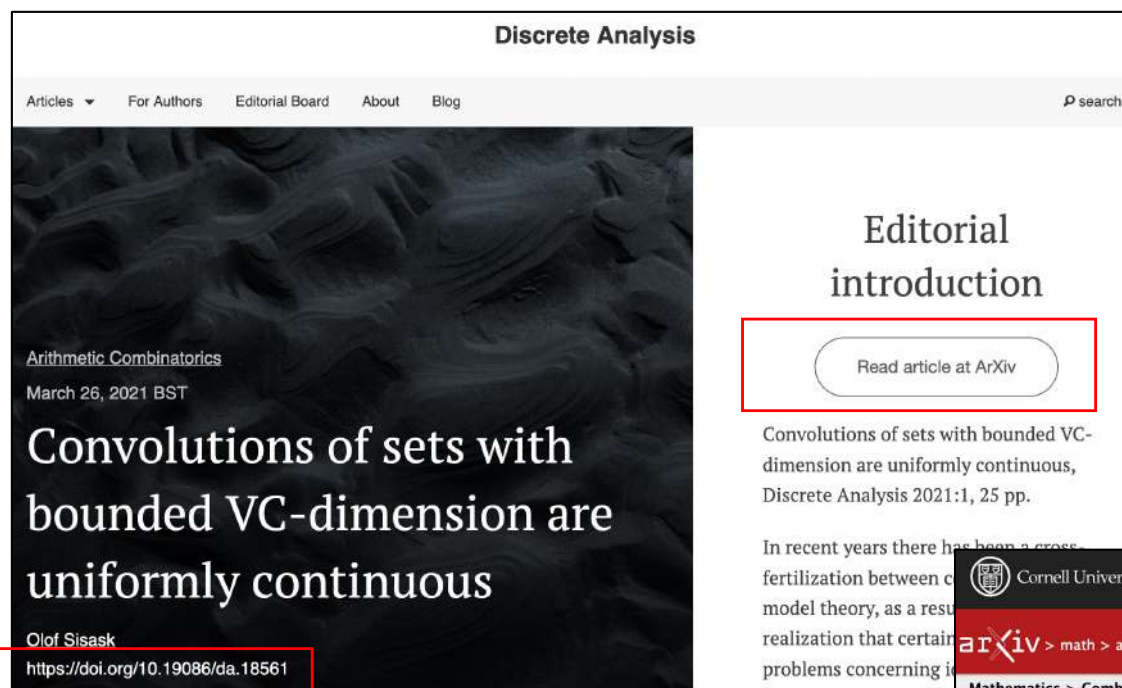 Discrete Analysis
Articles For Authors Editorial Board About Blog search
Arithmetic Combinatorics
March 26, 2021 BST
Convolutions of sets with
bounded VC-dimension are
uniformly continuous
Olof Sisask
https://doi.org/10.19086/da.18561
Editorial
introduction
Read article at ArXiv
Convolutions of sets with bounded VC-
dimension are uniformly continuous,
Discrete Analysis 2021:1, 25 pp.
In recent years there has been a cross-
fertilization between
model theory, as a
realization that certain
problems concerning
Cornell
arXiv > math >
Mathematics >